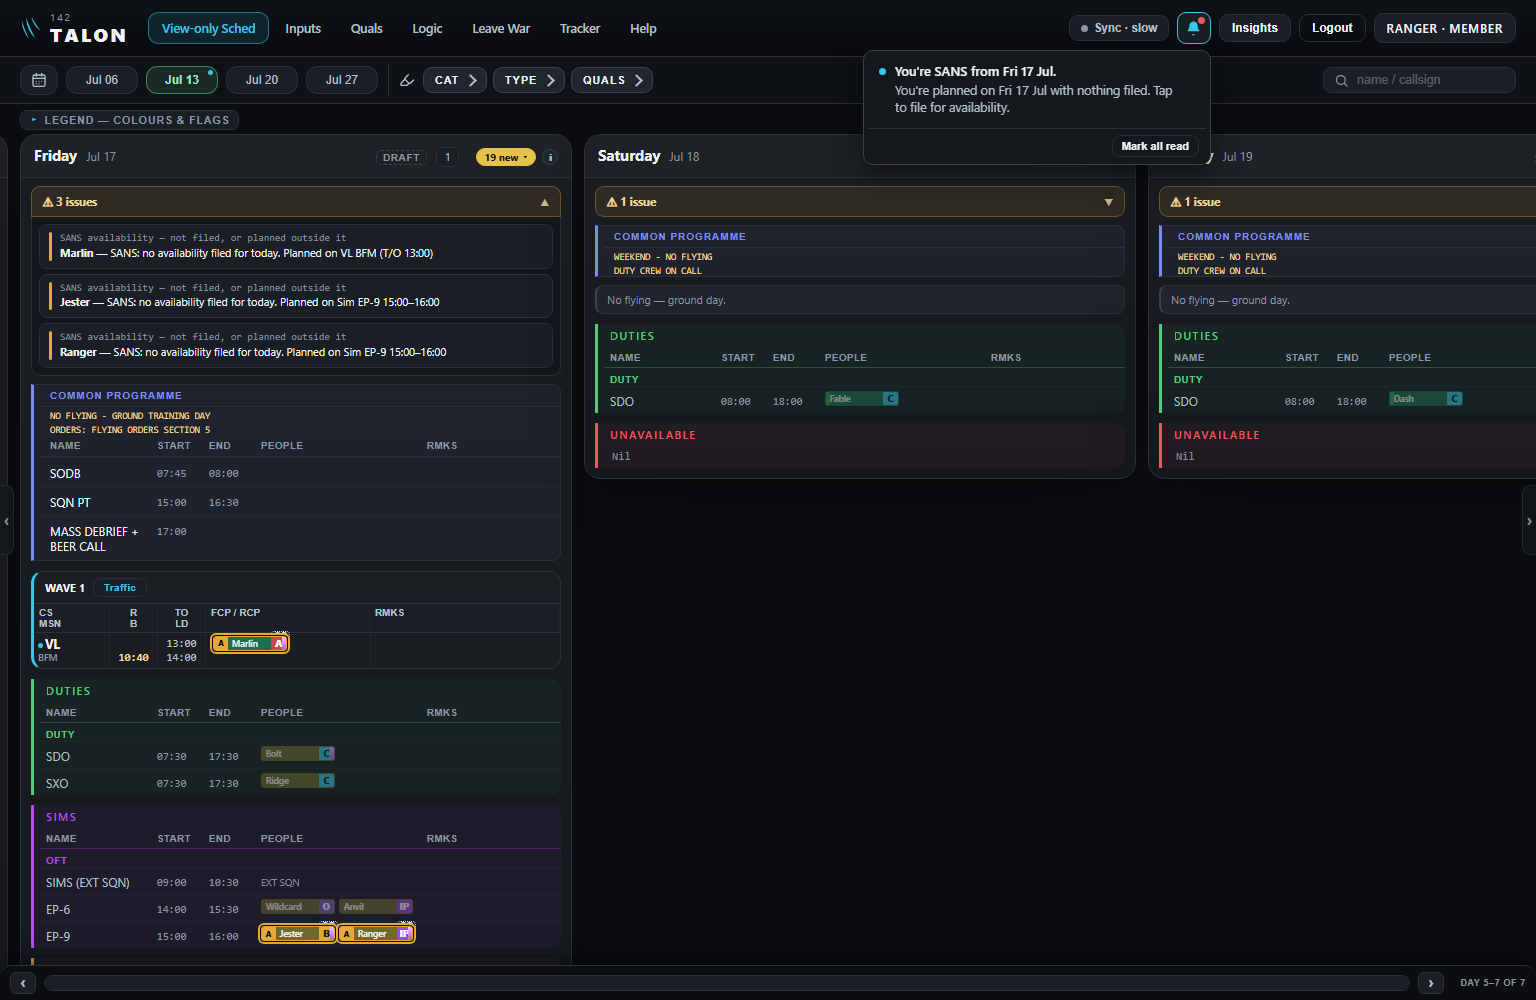 142
TALON
View-only Sched
Inputs
Quals
Logic
Leave War
Tracker
Help
Sync · slow
Insights
Logout
RANGER · MEMBER
Jul 06
Jul 13
Jul 20
Jul 27
CAT
TYPE
QUALS
name / callsign
You're SANS from Fri 17 Jul.
You're planned on Fri 17 Jul with nothing filed. Tap
to file for availability.
Mark all read
LEGEND — COLOURS & FLAGS
Friday Jul 17
DRAFT
1
19 new
i
3 issues
SANS availability — not filed, or planned outside it
Marlin — SANS: no availability filed for today. Planned on VL BFM (T/O 13:00)
SANS availability — not filed, or planned outside it
Jester — SANS: no availability filed for today. Planned on Sim EP-9 15:00–16:00
SANS availability — not filed, or planned outside it
Ranger — SANS: no availability filed for today. Planned on Sim EP-9 15:00–16:00
COMMON PROGRAMME
NO FLYING - GROUND TRAINING DAY
ORDERS: FLYING ORDERS SECTION 5
NAME START END PEOPLE RMKS
SODB 07:45 08:00
SQN PT 15:00 16:30
MASS DEBRIEF + 17:00
BEER CALL
WAVE 1 Traffic
CS R TO FCP / RCP RMKS
MSN B LD
VL 13:00 A Marlin A
BFM 10:40 14:00
DUTIES
NAME START END PEOPLE RMKS
DUTY
SDO 07:30 17:30 Bolt C
SXO 07:30 17:30 Ridge C
SIMS
NAME START END PEOPLE RMKS
OFT
SIMS (EXT SQN) 09:00 10:30 EXT SQN
EP-6 14:00 15:30 Wildcard O Anvil IP
EP-9 15:00 16:00 A Jester B A Ranger IP
Saturday Jul 18
1 issue
COMMON PROGRAMME
WEEKEND - NO FLYING
DUTY CREW ON CALL
No flying — ground day.
DUTIES
NAME START END PEOPLE RMKS
DUTY
SDO 08:00 18:00 Fable C
UNAVAILABLE
Nil
y Jul 19
1 issue
COMMON PROGRAMME
WEEKEND - NO FLYING
DUTY CREW ON CALL
No flying — ground day.
DUTIES
NAME START END PEOPLE
DUTY
SDO 08:00 18:00 Dash C
UNAVAILABLE
Nil
DAY 5–7 OF 7